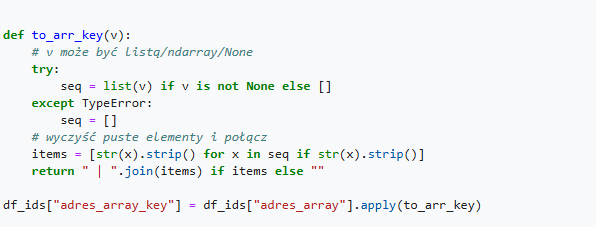 def to_arr_key(v):
    # v może być listą/ndarray/None
    try:
        seq = list(v) if v is not None else []
    except TypeError:
        seq = []
    # wyczyść puste elementy i połącz
    items = [str(x).strip() for x in seq if str(x).strip()]
    return " | ".join(items) if items else ""
df_ids["adres_array_key"] = df_ids["adres_array"].apply(to_arr_key)